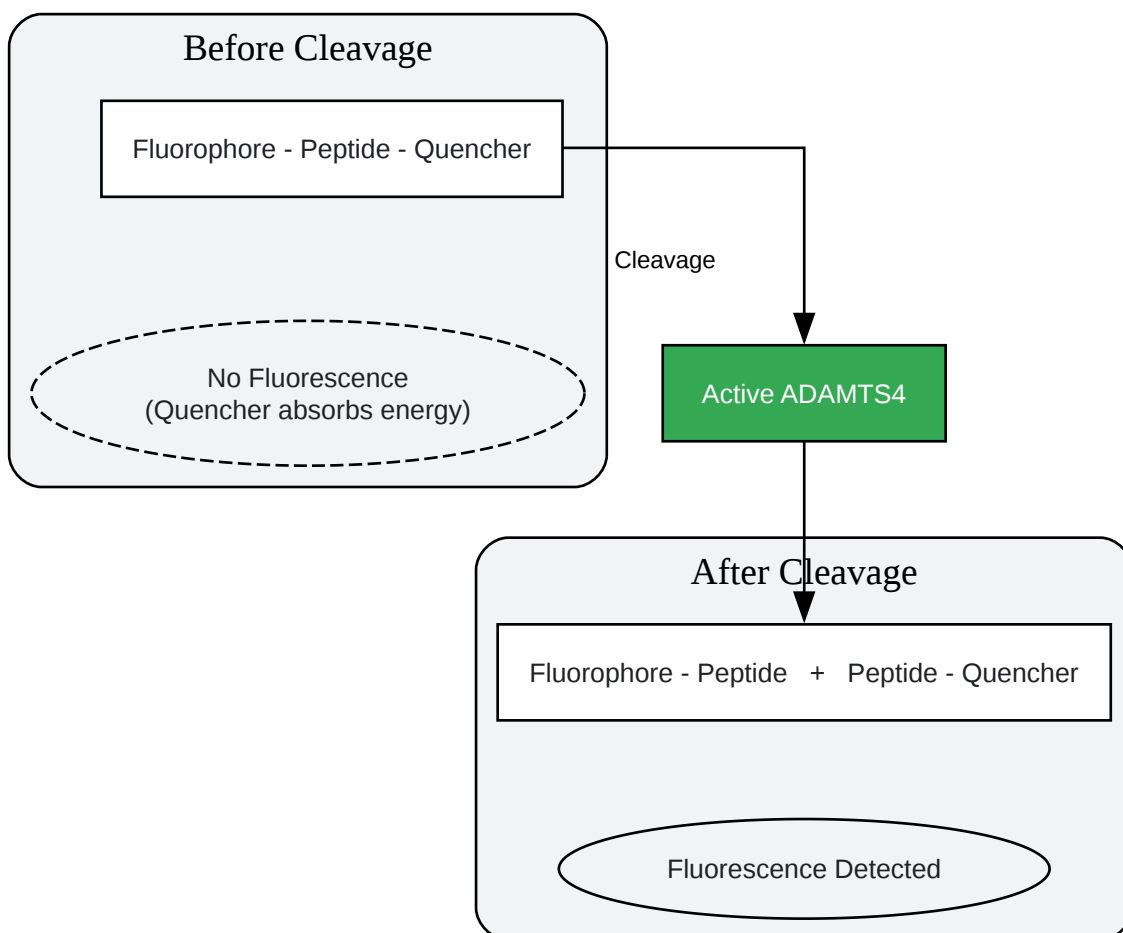 Before Cleavage
Fluorophore - Peptide - Quencher
Cleavage
No Fluorescence
(Quencher absorbs energy)
Active ADAMTS4
After Cleavage
Fluorophore - Peptide + Peptide - Quencher
Fluorescence Detected